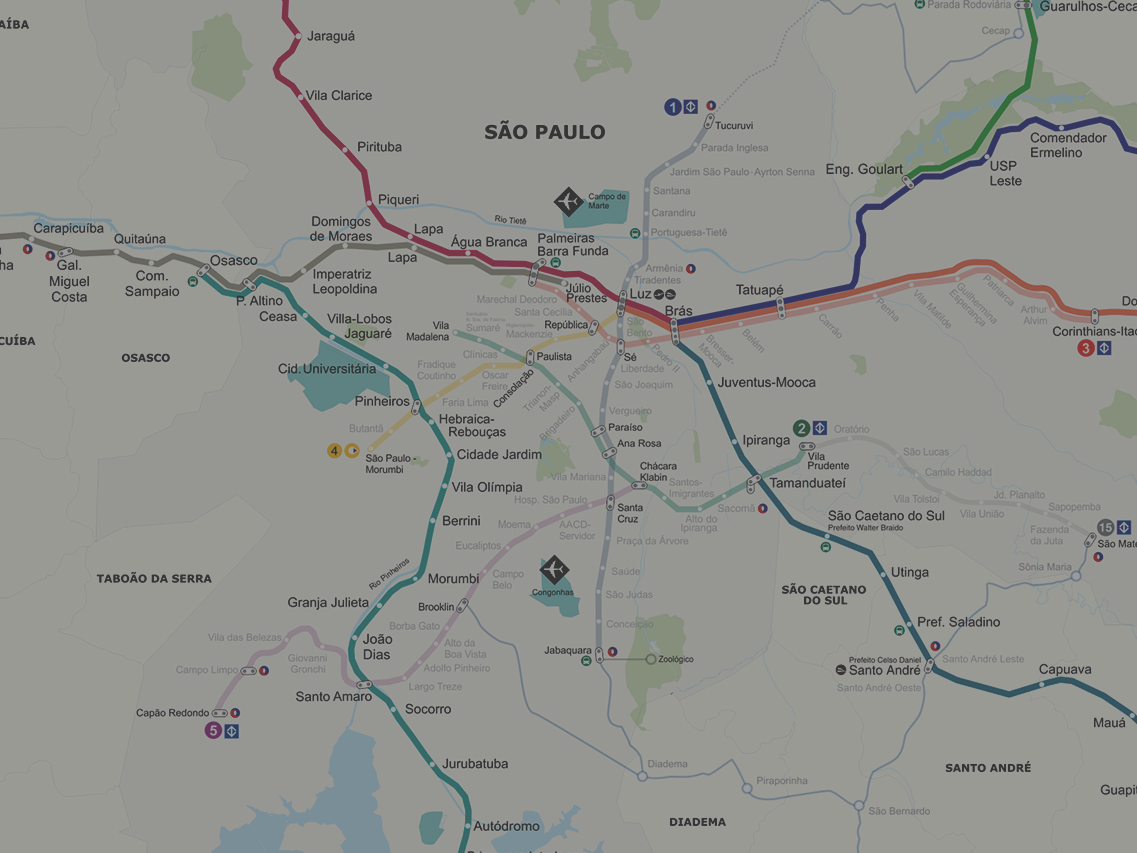 AÍBA
Jaraguá
Vila Clarice
Pirituba
Piqueri
SÃO PAULO
1
Tucuruvi
Parada Inglesa
Jardim São Paulo-Ayrton Senna
Santana
Carandiru
Portuguesa-Tietê
Armênia
Tiradentes
Campo de
Marte
Rio Tietê
Parada Rodoviária
Guarulhos-Ceca
Cecap
Eng. Goulart
USP
Leste
Comendador
Ermelino
Carapicuíba
Quitaúna
ha
Gal.
Miguel
Costa
Com.
Sampaio
Osasco
P. Altino
Ceasa
Domingos
de Moraes
Imperatriz
Leopoldina
Lapa
Lapa
Água Branca
Palmeiras
Barra Funda
Júlio
Prestes
Luz
Brás
Tatuapé
CUÍBA
OSASCO
Villa-Lobos
Jaguaré
Cid.Universitária
Pinheiros
Hebraica-
Rebouças
Cidade Jardim
Vila Olímpia
Berrini
Morumbi
Granja Julieta
João
Dias
Santo Amaro
Socorro
Jurubatuba
Autódromo
Rio Pinheiros
Marechal Deodoro
Santa Cecília
República
Higienópolis
Mackenzie
Vila
Madalena
Sumaré
Clínicas
Paulista
Consolação
Fradique
Coutinho
Oscar
Freire
Faria Lima
Butantã
4
São Paulo -
Morumbi
Trianon-
Masp
Brigadeiro
Anhangabaú
São
Bento
Sé
Pedro II
Liberdade
São Joaquim
Vergueiro
Paraíso
Ana Rosa
Chácara
Klabin
Vila Mariana
Santa
Cruz
Hosp. São Paulo
AACD-
Servidor
Moema
Eucaliptos
Campo
Belo
Brooklin
Borba Gato
Alto da
Boa Vista
Adolfo Pinheiro
Largo Treze
Giovanni
Gronchi
Vila das Belezas
Campo Limpo
Capão Redondo
5
Praça da Árvore
Saúde
São Judas
Conceição
Jabaquara
Zoológico
Congonhas
Santos-
Imigrantes
Alto do
Ipiranga
Sacomã
Tamanduateí
2
Vila
Prudente
Oratório
São Lucas
Camilo Haddad
Vila Tolstoi
Vila União
Jd. Planalto
Sapopemba
Fazenda
da Juta
15
São Mate
Sônia Maria
Bresser-
Mooca
Belém
Carrão
Penha
Vila Matilde
Guilhermina
Esperança
Patriarca
Arthur
Alvim
Corinthians-Itaq
3
Do
Juventus-Mooca
Ipiranga
São Caetano do Sul
Prefeito Walter Braido
Utinga
Pref. Saladino
Prefeito Celso Daniel
Santo André
Santo André Leste
Santo André Oeste
Capuava
Mauá
Guapit
TABOÃO DA SERRA
SÃO CAETANO
DO SUL
SANTO ANDRÉ
DIADEMA
Diadema
Piraporinha
São Bernardo